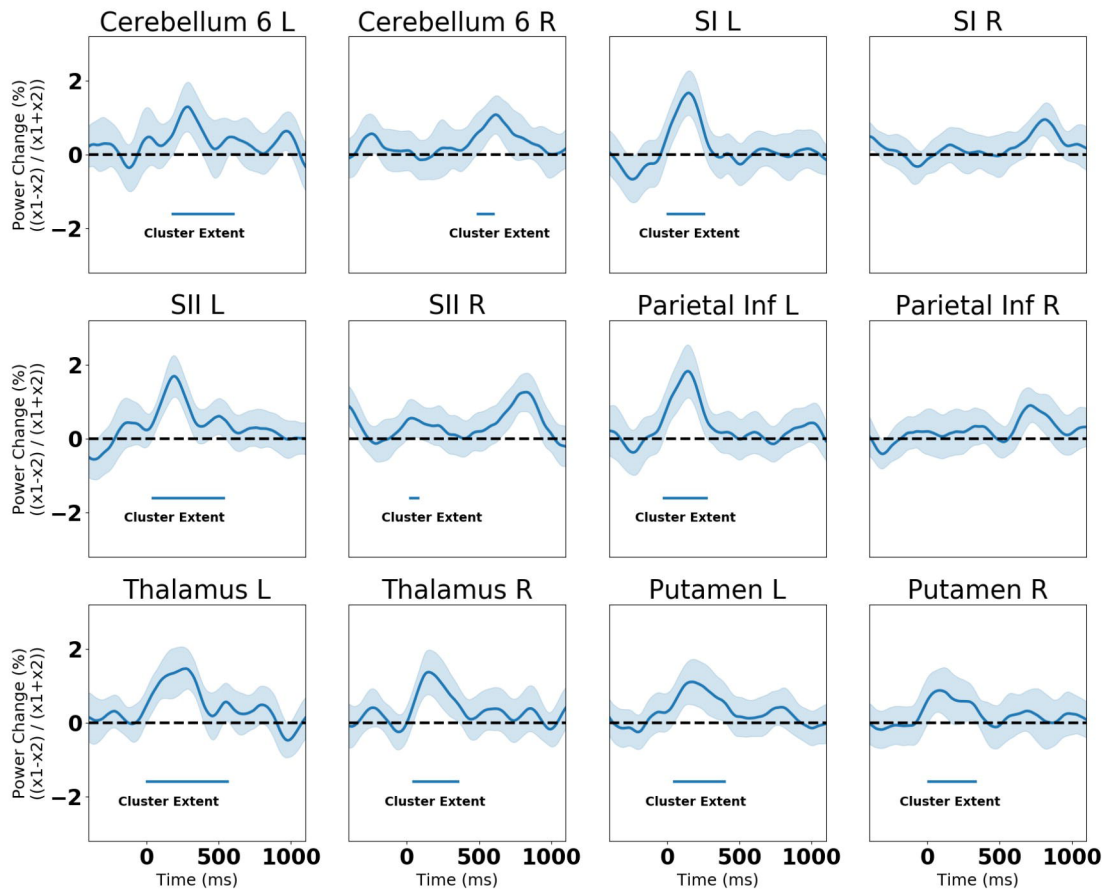 Cerebellum 6 L
Cerebellum 6 R
SI L
SI R
Power Change (%)
((x1-x2) / (x1+x2))
2
0
−2
Cluster Extent
Cluster Extent
Cluster Extent
SII L
SII R
Parietal Inf L
Parietal Inf R
Power Change (%)
((x1-x2) / (x1+x2))
2
0
−2
Cluster Extent
Cluster Extent
Cluster Extent
Thalamus L
Thalamus R
Putamen L
Putamen R
Power Change (%)
((x1-x2) / (x1+x2))
2
0
−2
Cluster Extent
Cluster Extent
Cluster Extent
Cluster Extent
0 500 1000
0 500 1000
0 500 1000
0 500 1000
Time (ms)
Time (ms)
Time (ms)
Time (ms)